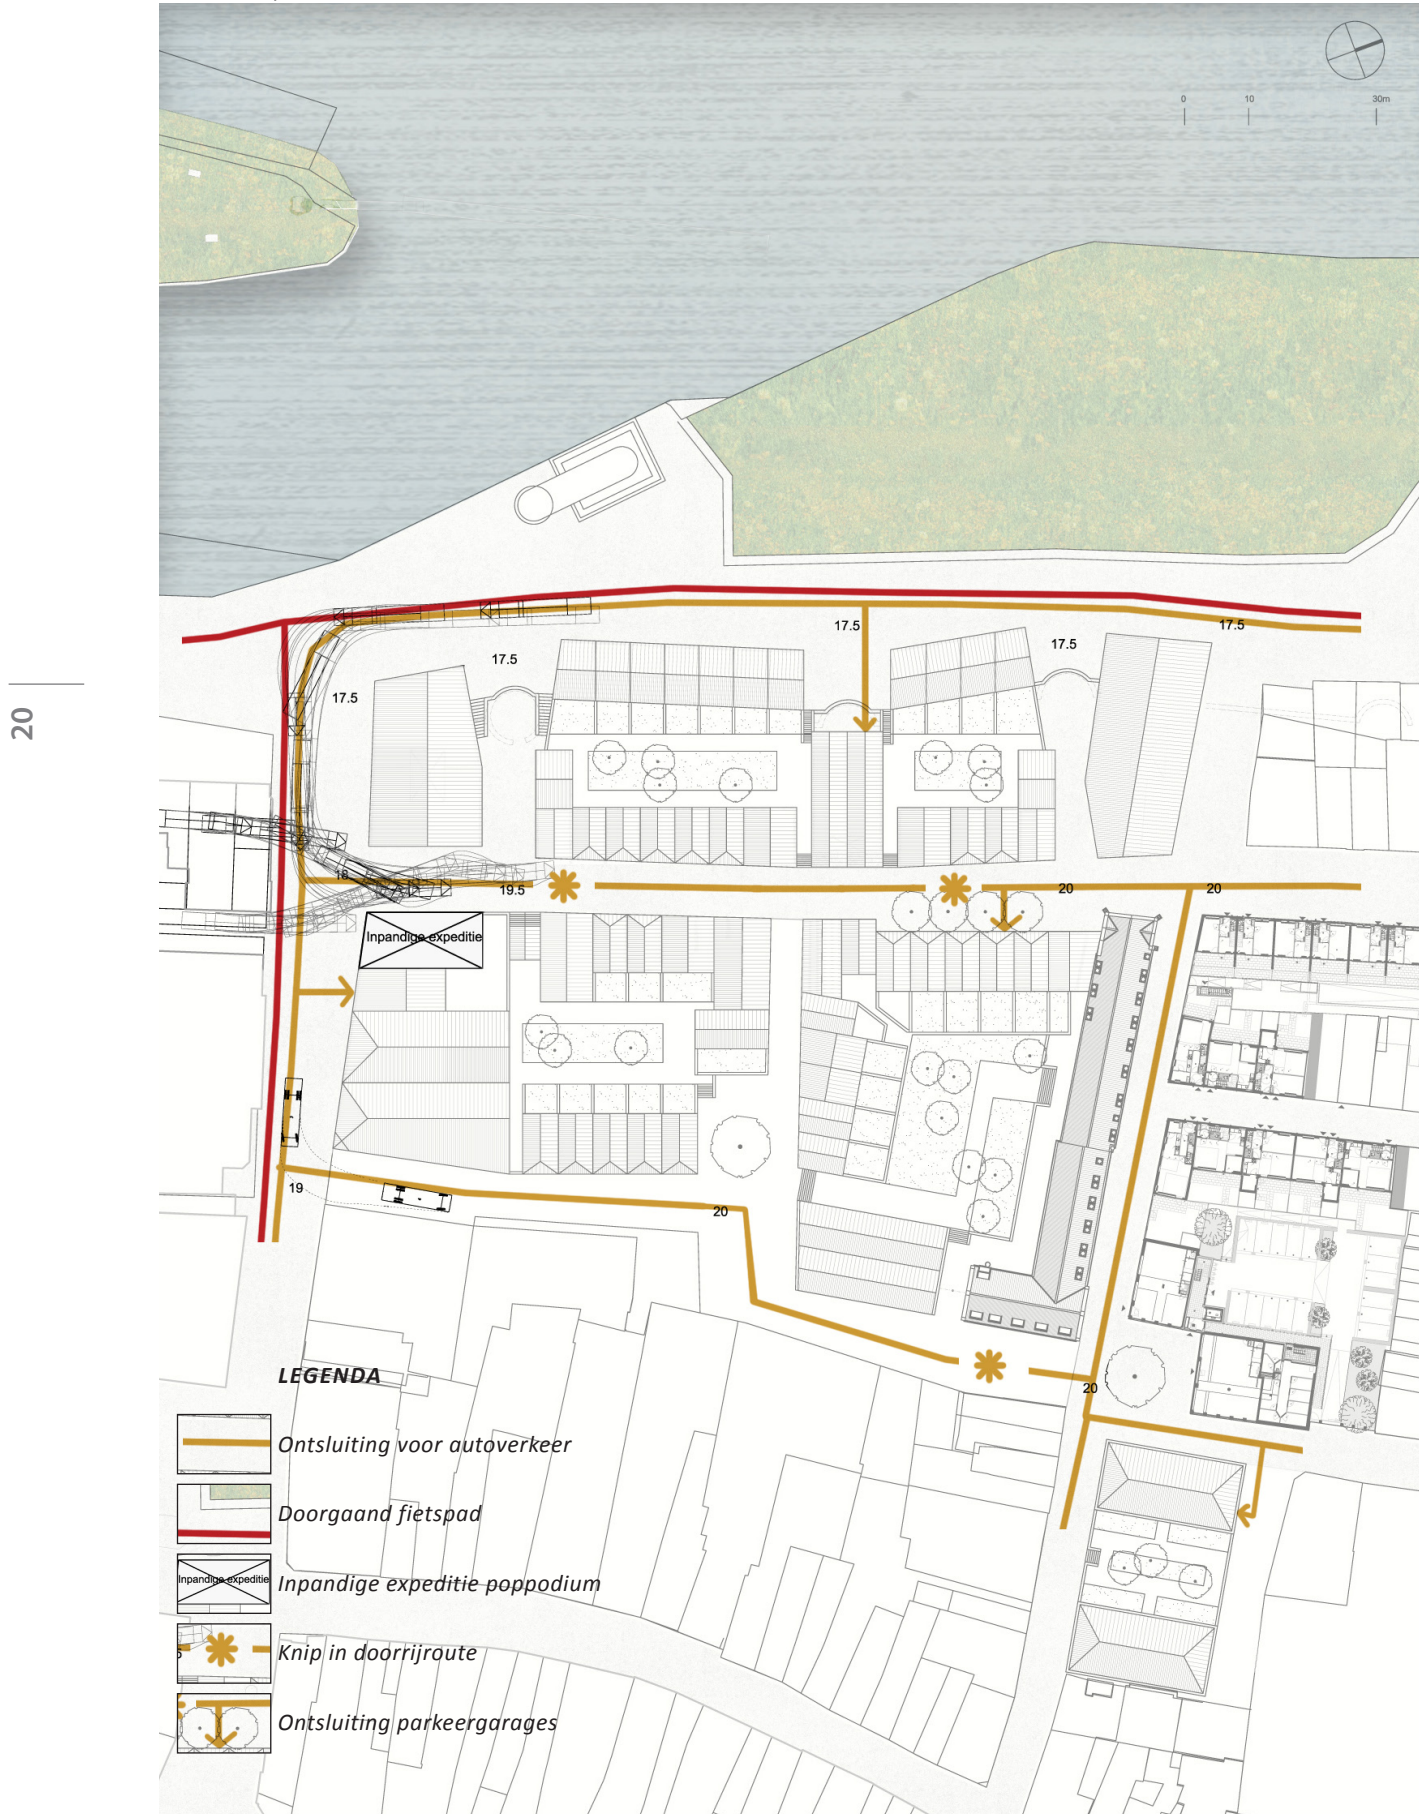 0 10 30m
17.5
17.5
17.5
17.5
17.5
20
18
19.5
20
20
Inpandige expeditie
19
20
20
LEGENDA
Ontsluiting voor autoverkeer
Doorgaand fietspad
Inpandige expeditie
Inpandige expeditie poppodium
Knip in doorrijroute
Ontsluiting parkeergarages